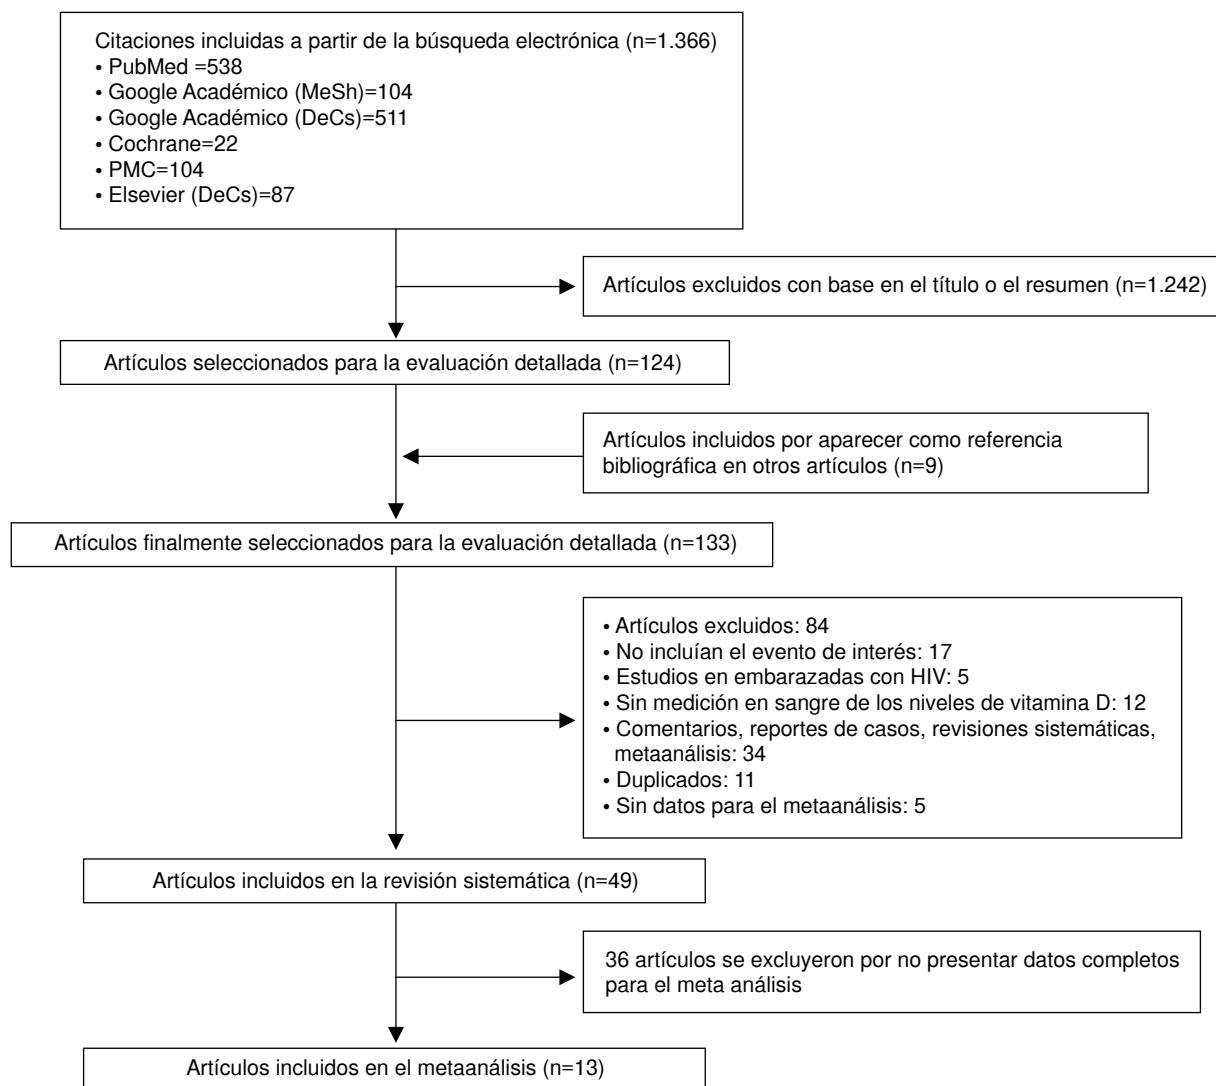 Citaciones incluidas a partir de la búsqueda electrónica (n=1.366)
• PubMed =538
• Google Académico (MeSh)=104
• Google Académico (DeCs)=511
• Cochrane=22
• PMC=104
• Elsevier (DeCs)=87
Artículos excluidos con base en el título o el resumen (n=1.242)
Artículos seleccionados para la evaluación detallada (n=124)
Artículos incluidos por aparecer como referencia
bibliográfica en otros artículos (n=9)
Artículos finalmente seleccionados para la evaluación detallada (n=133)
• Artículos excluidos: 84
• No incluían el evento de interés: 17
• Estudios en embarazadas con HIV: 5
• Sin medición en sangre de los niveles de vitamina D: 12
• Comentarios, reportes de casos, revisiones sistemáticas,
metaanálisis: 34
• Duplicados: 11
• Sin datos para el metaanálisis: 5
Artículos incluidos en la revisión sistemática (n=49)
36 artículos se excluyeron por no presentar datos completos
para el meta análisis
Artículos incluidos en el metaanálisis (n=13)